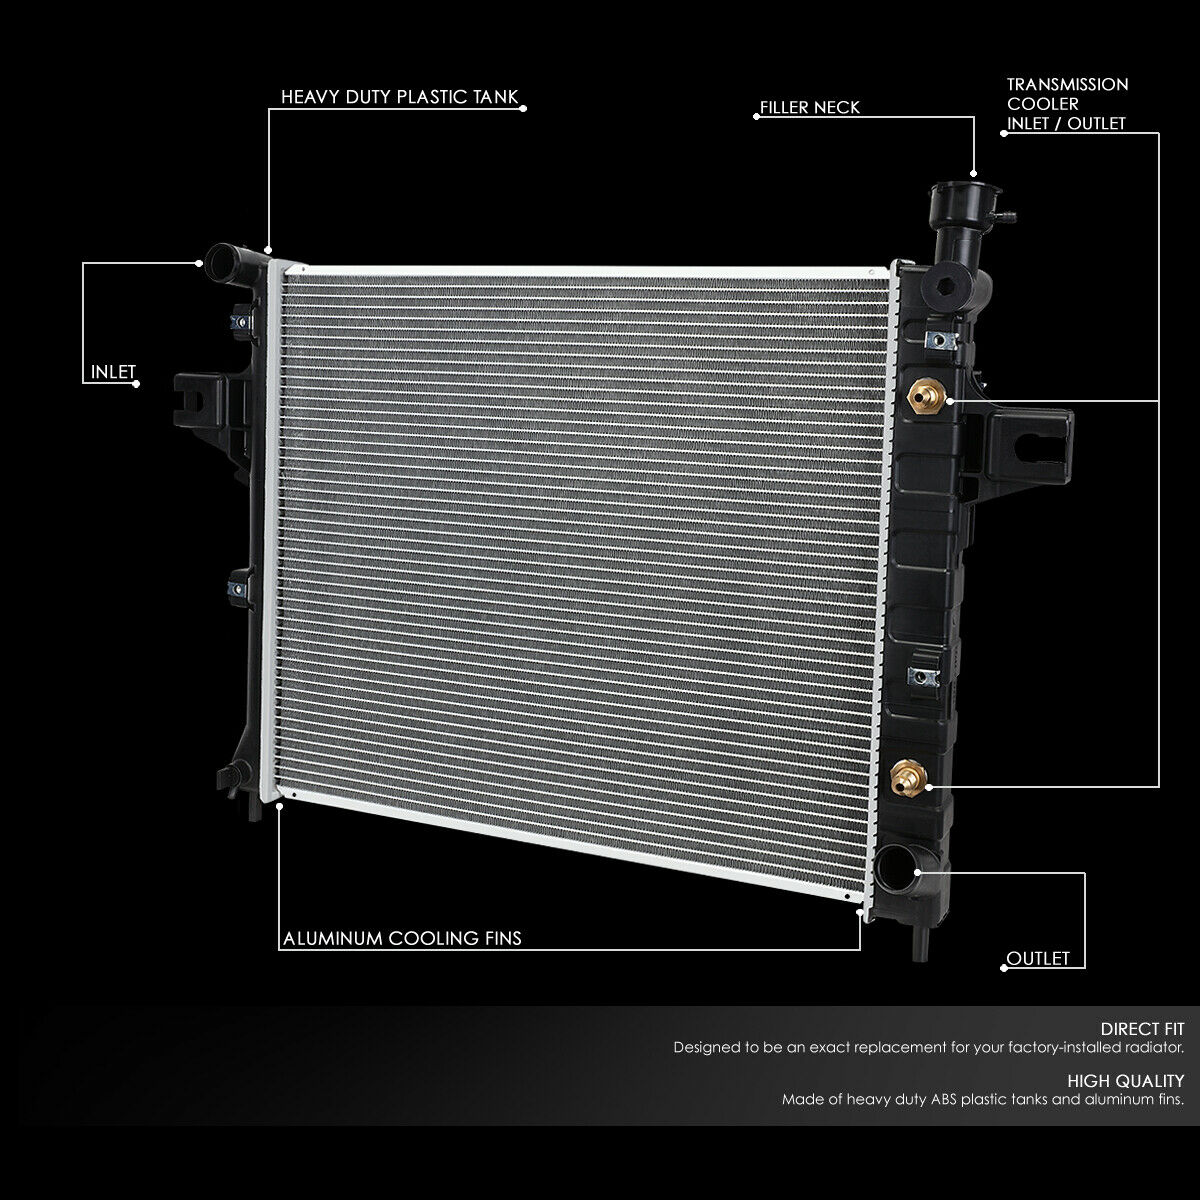 HEAVY DUTY PLASTIC TANK
FILLER NECK
TRANSMISSION
COOLER
INLET / OUTLET
INLET
ALUMINUM COOLING FINS
OUTLET
DIRECT FIT
Designed to be an exact replacement for your factory-installed radiator.
HIGH QUALITY
Made of heavy duty ABS plastic tanks and aluminum fins.